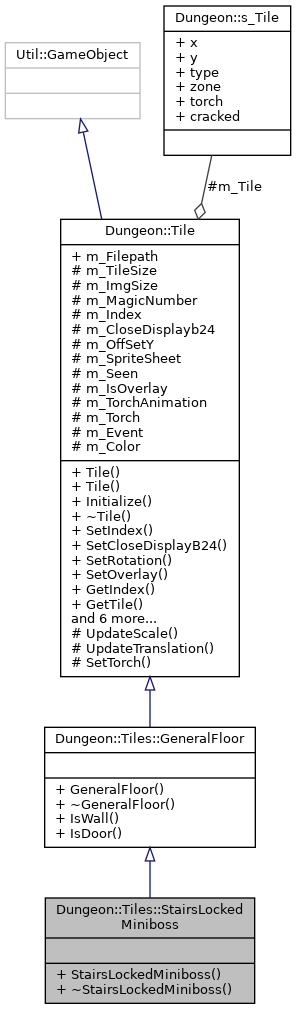 Dungeon::s_Tile
+ x
+ y
+ type
+ zone
+ torch
+ cracked
Util::GameObject
#m_Tile
Dungeon::Tile
+ m_Filepath
# m_TileSize
# m_ImgSize
# m_MagicNumber
# m_Index
# m_CloseDisplayb24
# m_OffSetY
# m_SpriteSheet
# m_Seen
# m_IsOverlay
# m_TorchAnimation
# m_Torch
# m_Event
# m_Color
+ Tile()
+ Tile()
+ Initialize()
+ ~Tile()
+ SetIndex()
+ SetCloseDisplayB24()
+ SetRotation()
+ SetOverlay()
+ GetIndex()
+ GetTile()
and 6 more...
# UpdateScale()
# UpdateTranslation()
# SetTorch()
Dungeon::Tiles::GeneralFloor
+ GeneralFloor()
+ ~GeneralFloor()
+ IsWall()
+ IsDoor()
Dungeon::Tiles::StairsLocked
Miniboss
+ StairsLockedMiniboss()
+ ~StairsLockedMiniboss()